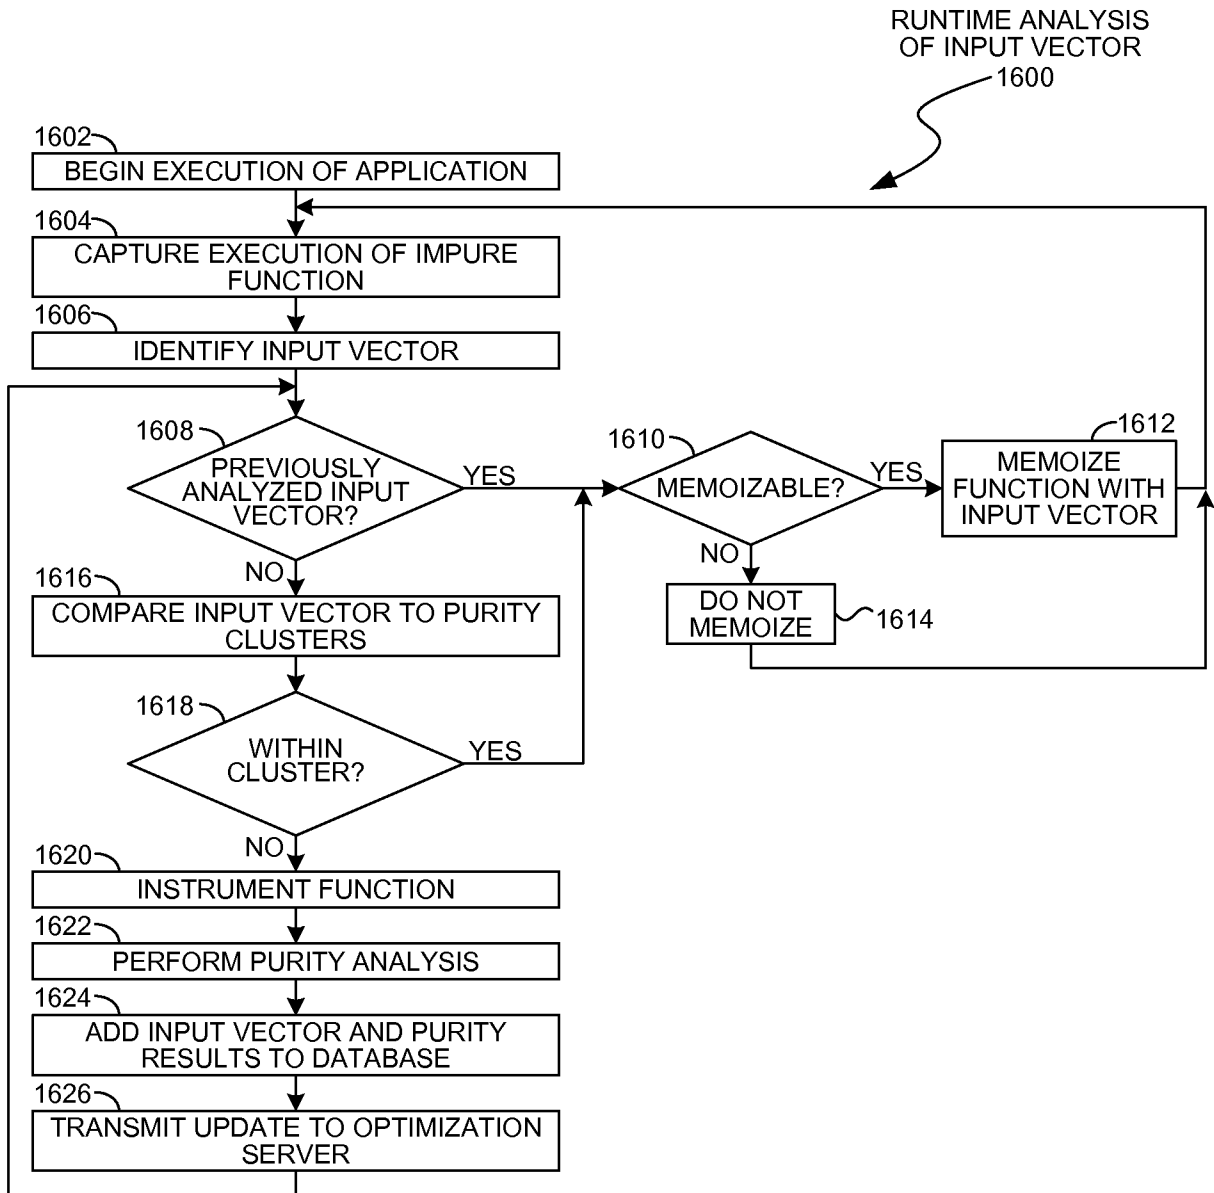 RUNTIME ANALYSIS
OF INPUT VECTOR
1600
1602
BEGIN EXECUTION OF APPLICATION
1604
CAPTURE EXECUTION OF IMPURE
FUNCTION
1606
IDENTIFY INPUT VECTOR
1608
PREVIOUSLY
ANALYZED INPUT
VECTOR?
YES
NO
1610
MEMOIZABLE?
YES
NO
1612
MEMOIZE
FUNCTION WITH
INPUT VECTOR
DO NOT
MEMOIZE
1614
1616
COMPARE INPUT VECTOR TO PURITY
CLUSTERS
1618
WITHIN
CLUSTER?
YES
NO
1620
INSTRUMENT FUNCTION
1622
PERFORM PURITY ANALYSIS
1624
ADD INPUT VECTOR AND PURITY
RESULTS TO DATABASE
1626
TRANSMIT UPDATE TO OPTIMIZATION
SERVER